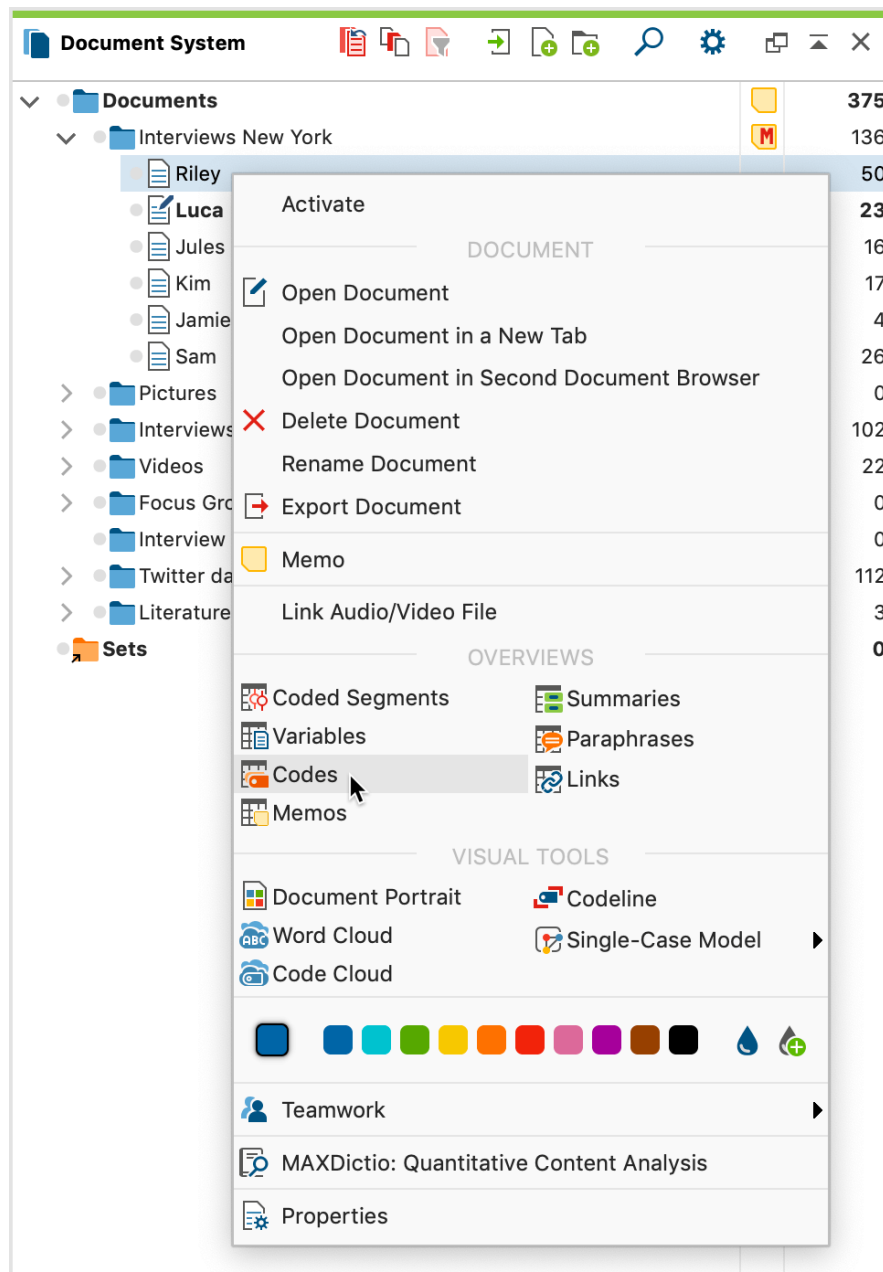 Document System
Documents 375
Interviews New York M 136
Riley 50
Activate
Luca 23
DOCUMENT
Jules 16
Kim 17
Open Document
Jamie 4
Open Document in a New Tab
Sam 26
Open Document in Second Document Browser
Pictures 0
Delete Document
Interviews 102
Videos 22
Rename Document
Focus Gro 0
Export Document
Interview 0
Memo
Twitter da 112
Literature 3
Link Audio/Video File
Sets 0
OVERVIEWS
Coded Segments Summaries
Variables Paraphrases
Codes Links
Memos
VISUAL TOOLS
Document Portrait Codeline
ABC Word Cloud Single-Case Model
Code Cloud
Teamwork
MAXDictio: Quantitative Content Analysis
Properties